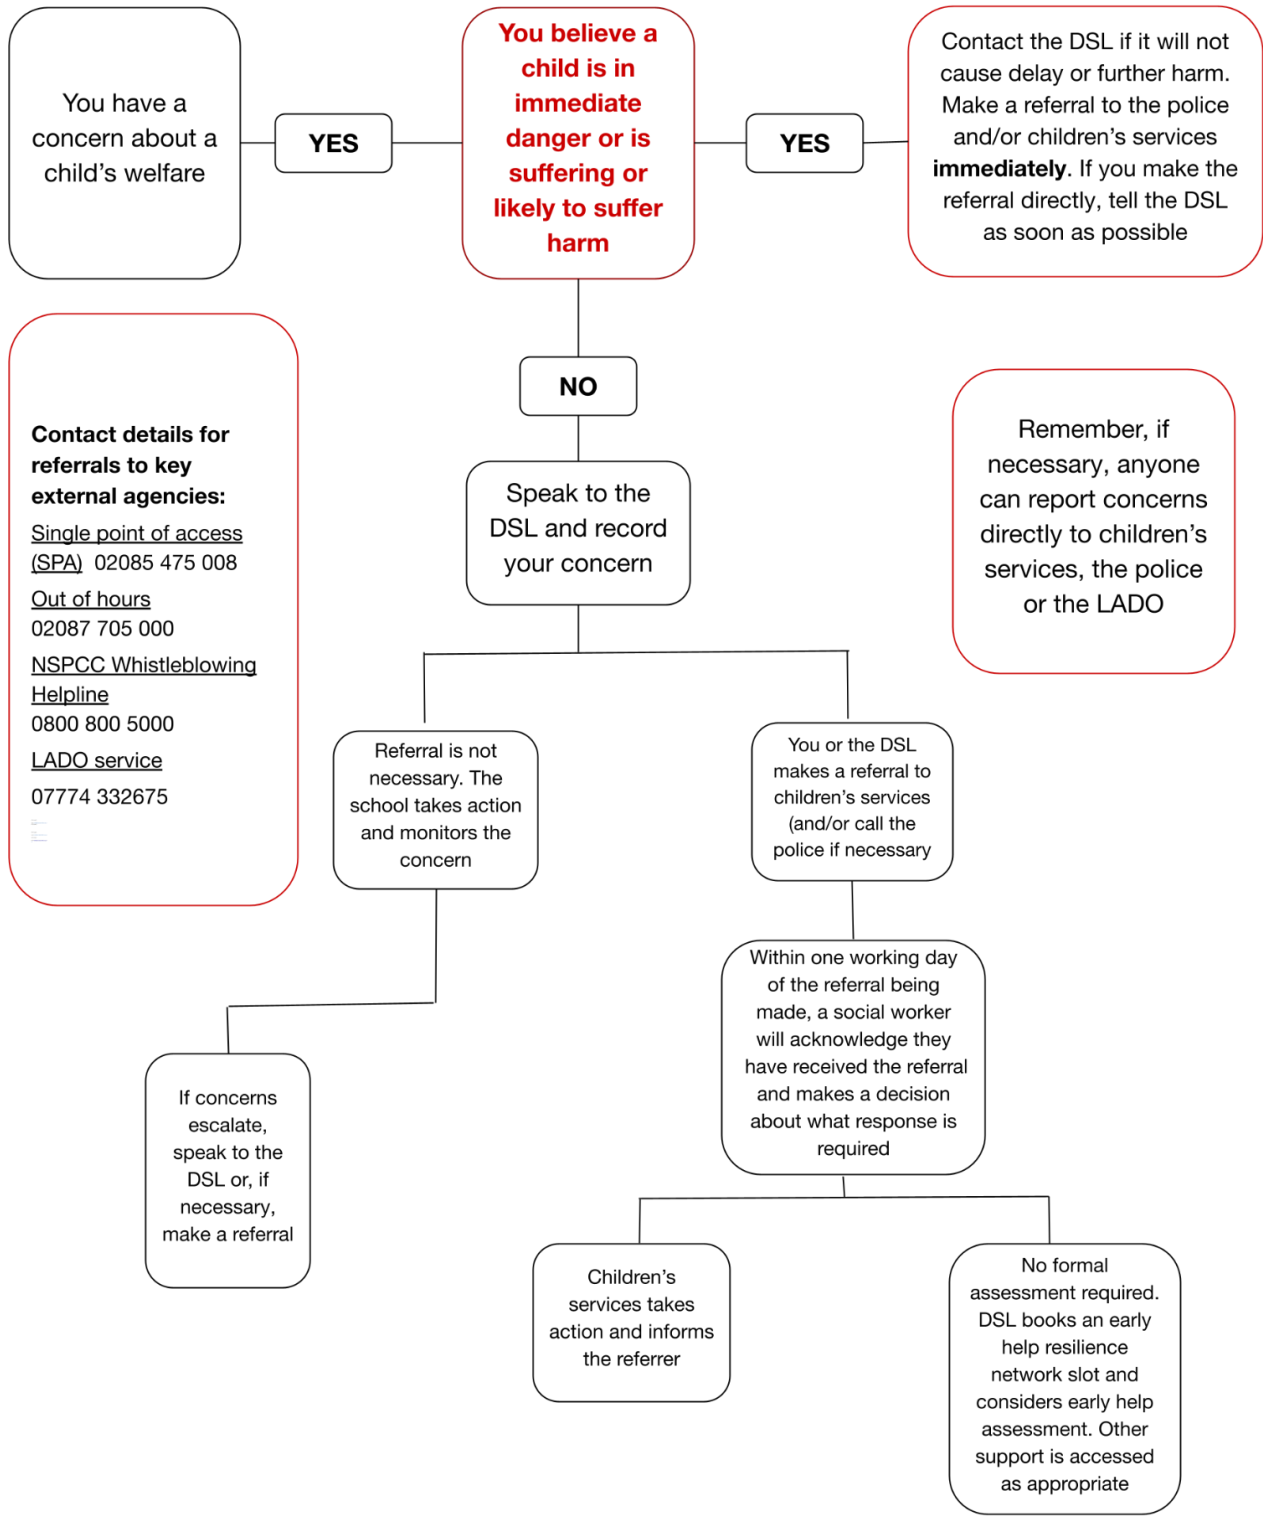 You have a
concern about a
child's welfare
YES
You believe a
child is in
immediate
danger or is
suffering or
likely to suffer
harm
YES
Contact the DSL if it will not
cause delay or further harm.
Make a referral to the police
and/or children's services
immediately. If you make the
referral directly, tell the DSL
as soon as possible
NO
Contact details for
referrals to key
external agencies:
Single point of access
(SPA) 02085 475 008
Out of hours
02087 705 000
NSPCC Whistleblowing
Helpline
0800 800 5000
LADO service
07774 332675
Speak to the
DSL and record
your concern
Remember, if
necessary, anyone
can report concerns
directly to children's
services, the police
or the LADO
Referral is not
necessary. The
school takes action
and monitors the
concern
You or the DSL
makes a referral to
children's services
(and/or call the
police if necessary
Within one working day
of the referral being
made, a social worker
will acknowledge they
have received the referral
and makes a decision
about what response is
required
If concerns
escalate,
speak to the
DSL or, if
necessary,
make a referral
Children's
services takes
action and informs
the referrer
No formal
assessment required.
DSL books an early
help resilience
network slot and
considers early help
assessment. Other
support is accessed
as appropriate